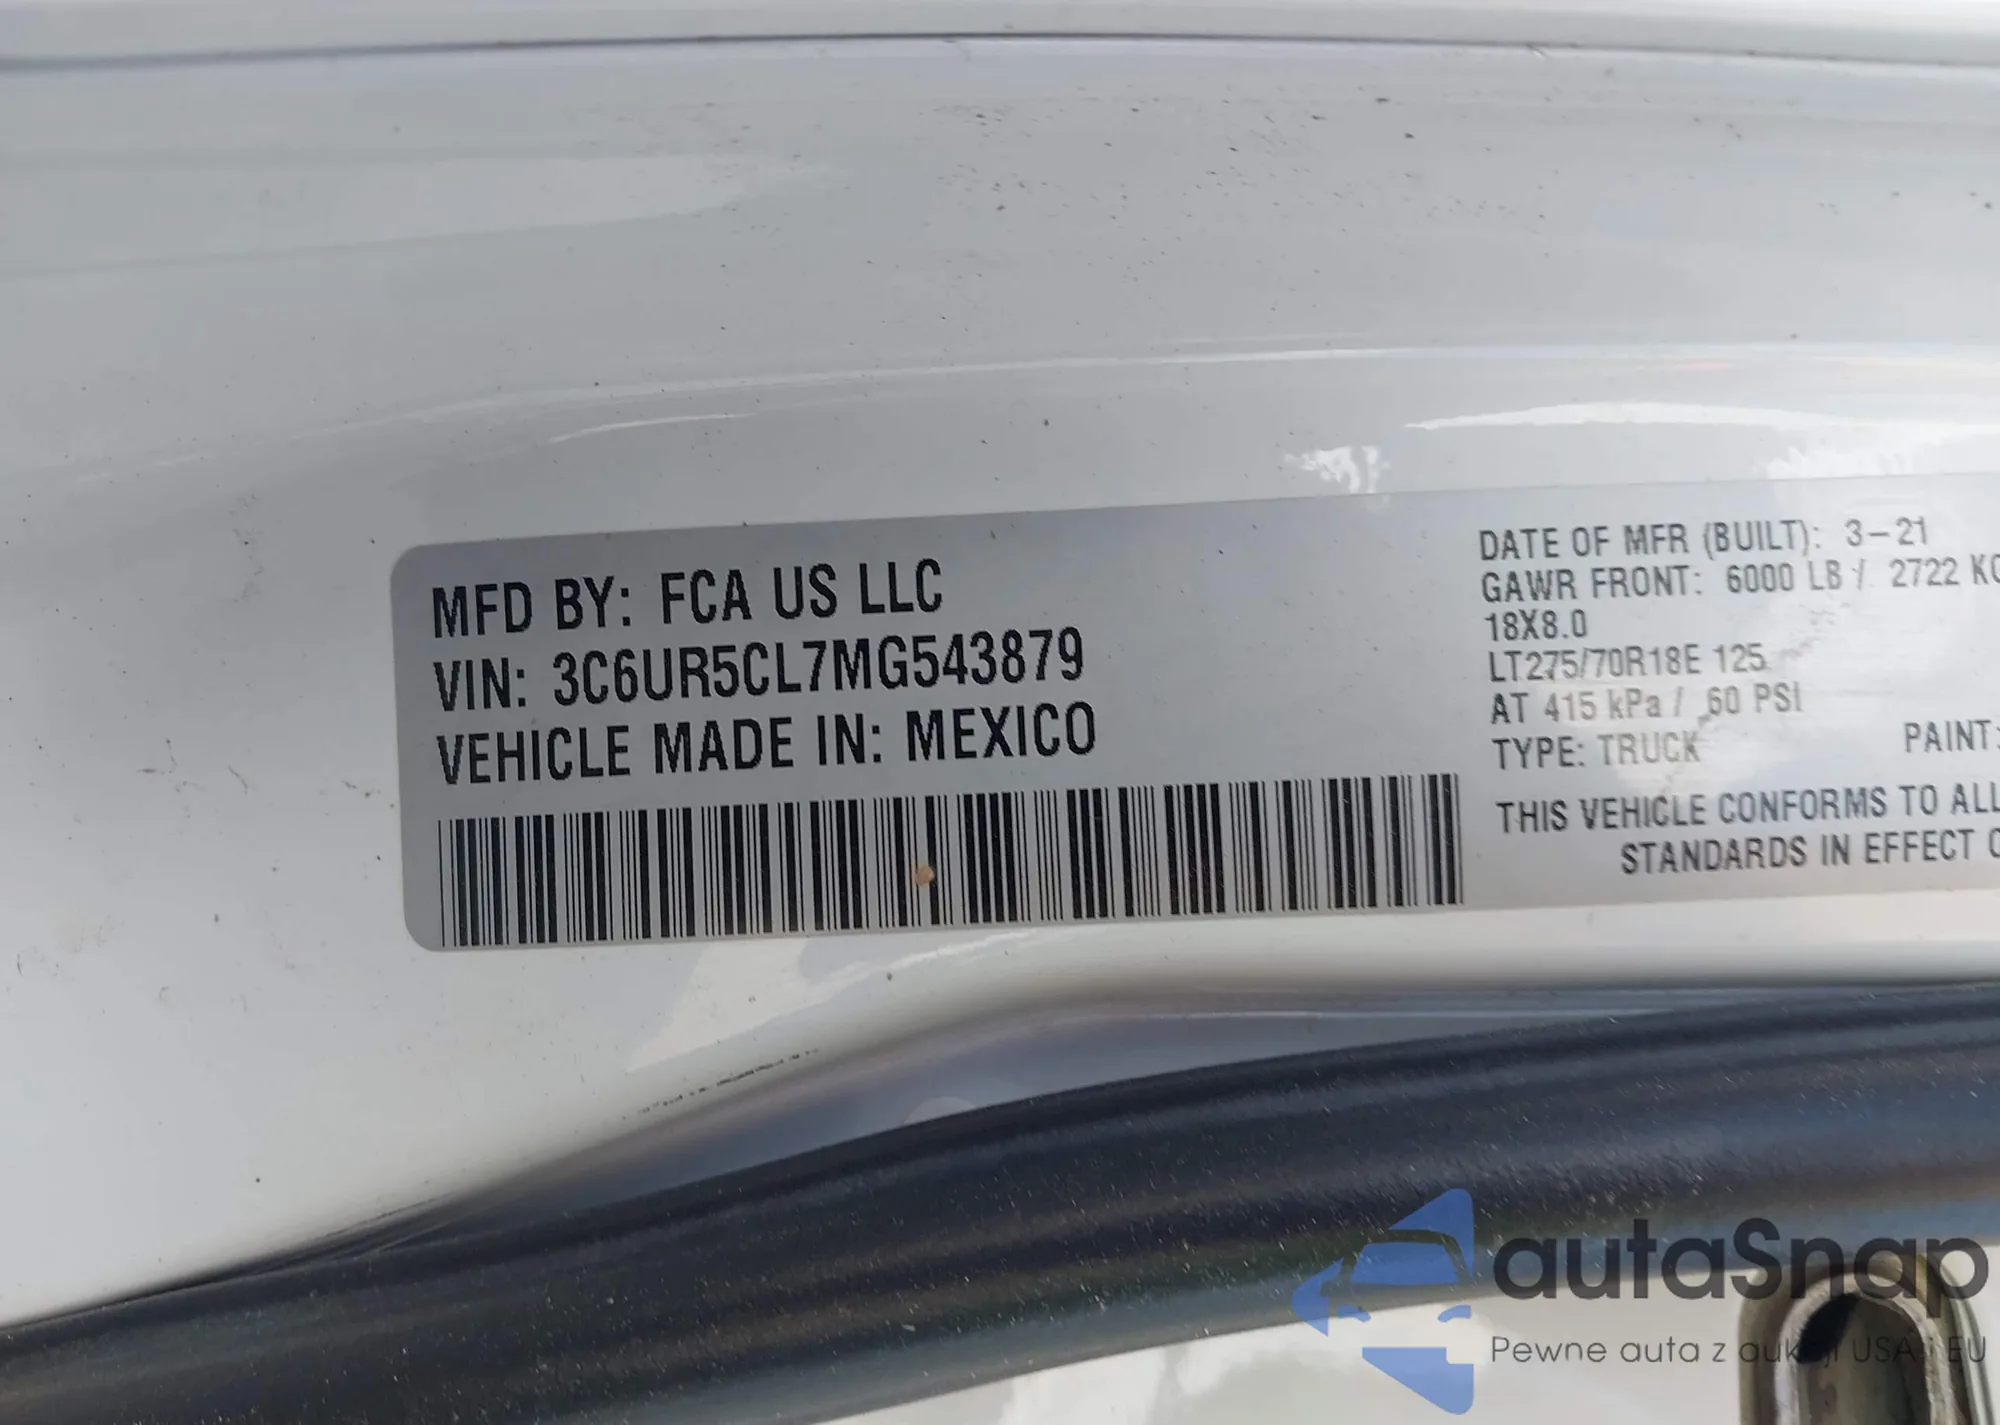 MFD BY: FCA US LLC
VIN: 3C6UR5CL7MG543879
VEHICLE MADE IN: MEXICO
DATE OF MFR (BUILT): 3-21
GAWR FRONT: 6000 LB / 2722 KG
18X8.0
LT275/70R18E 125
AT 415 kPa / 60 PSI
TYPE: TRUCK PAINT:
THIS VEHICLE CONFORMS TO ALL
STANDARDS IN EFFECT
autaSnap
Pewne auta z aukcji USA i EU